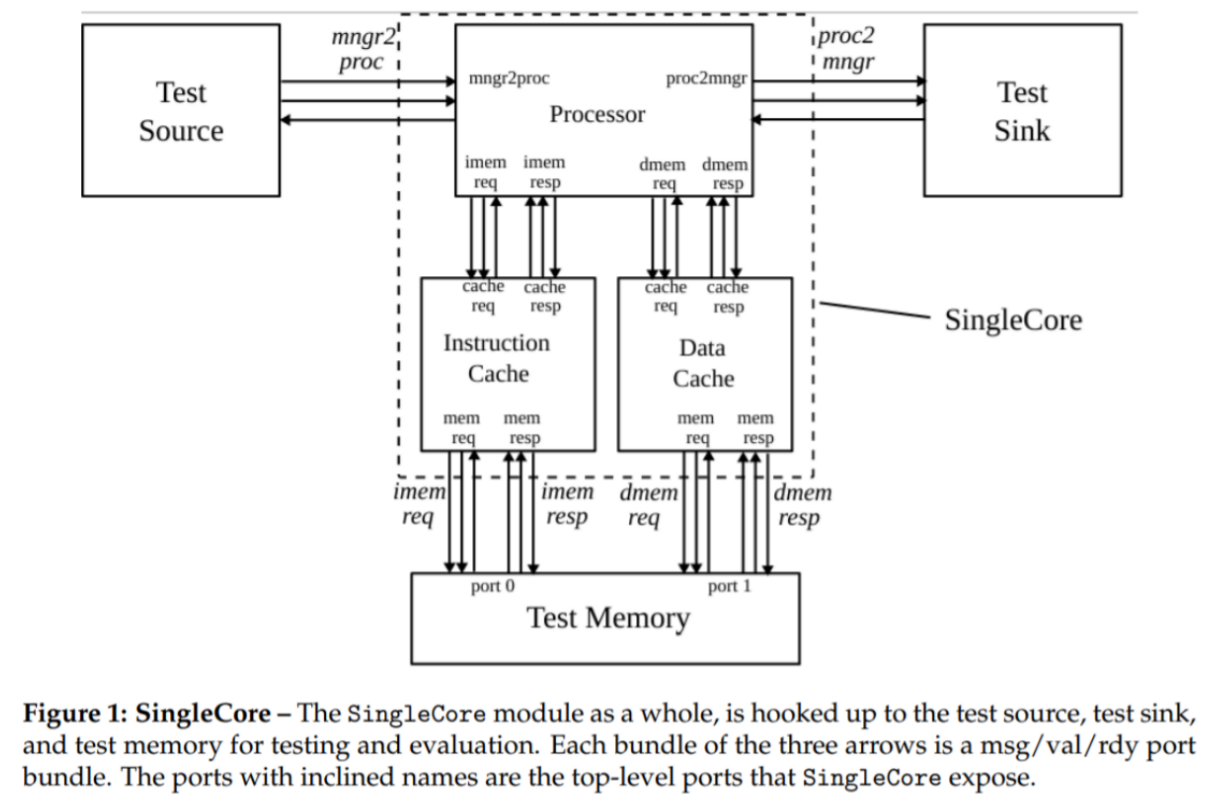 mngr2
proc
proc2
mngr
Test
Source
mngr2proc
proc2mngr
Processor
Test
Sink
imem
req
imem
resp
dmem
req
dmem
resp
cache
req
cache
resp
cache
req
cache
resp
Instruction
Cache
Data
Cache
SingleCore
mem
req
mem
resp
mem
req
mem
resp
imem
req
imem
resp
dmem
req
dmem
resp
port 0
port 1
Test Memory
Figure 1: SingleCore – The SingleCore module as a whole, is hooked up to the test source, test sink,
and test memory for testing and evaluation. Each bundle of the three arrows is a msg/val/rdy port
bundle. The ports with inclined names are the top-level ports that SingleCore expose.